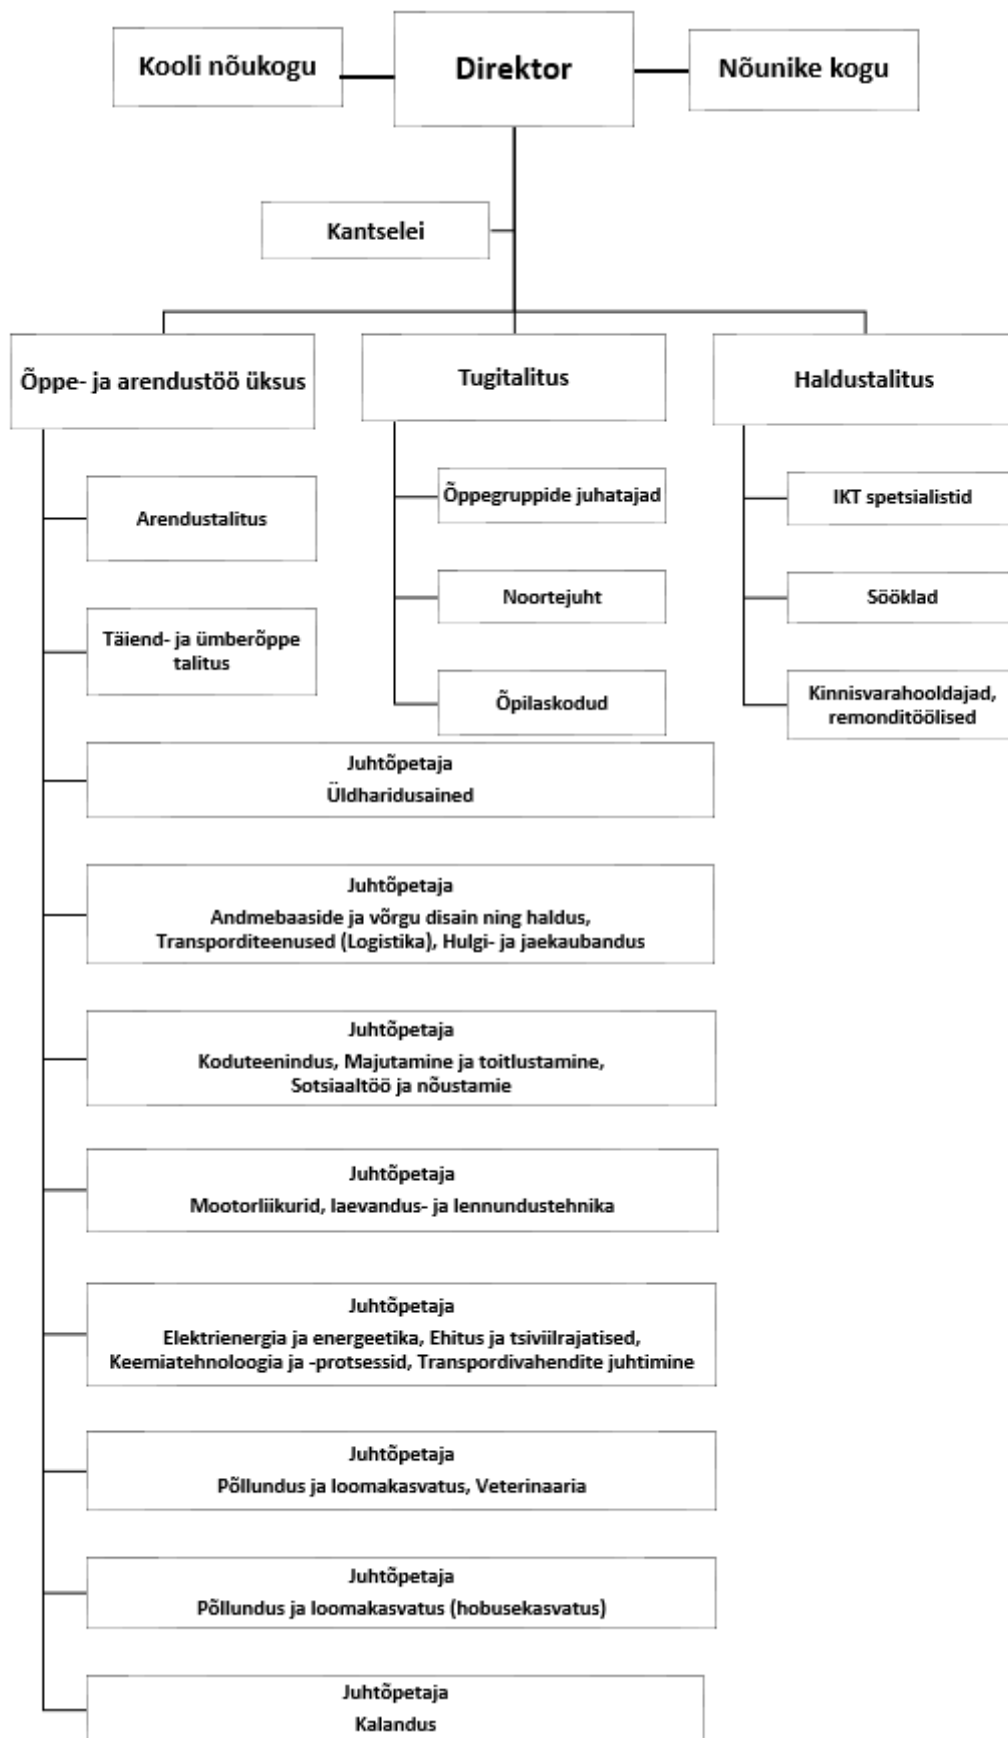 Kooli nõukogu
Direktor
Nõunike kogu
Kantselei
Õppe- ja arendustöö üksus
Tugitalitus
Haldustalitus
Arendustalitus
Täiend- ja ümberõppe
talitus
Õppegruppide juhatajad
Noortejuht
Õpilaskodud
IKT spetsialistid
Sööklad
Kinnisvarahooldajad,
remonditöölised
Juhtõpetaja
Üldharidusained
Juhtõpetaja
Andmebaaside ja võrgu disain ning haldus,
Transporditeenused (Logistika), Hulgi- ja jaekaubandus
Juhtõpetaja
Koduteenindus, Majutamine ja toitlustamine,
Sotsiaaltöö ja nõustamie
Juhtõpetaja
Mootorliikurid, laevandus- ja lennundustehnika
Juhtõpetaja
Elektrienergia ja energeetika, Ehitus ja tsiviilrajatised,
Keemiatehnoloogia ja -protsessid, Transpordivahendite juhtimine
Juhtõpetaja
Põllundus ja loomakasvatus, Veterinaaria
Juhtõpetaja
Põllundus ja loomakasvatus (hobusekasvatus)
Juhtõpetaja
Kalandus